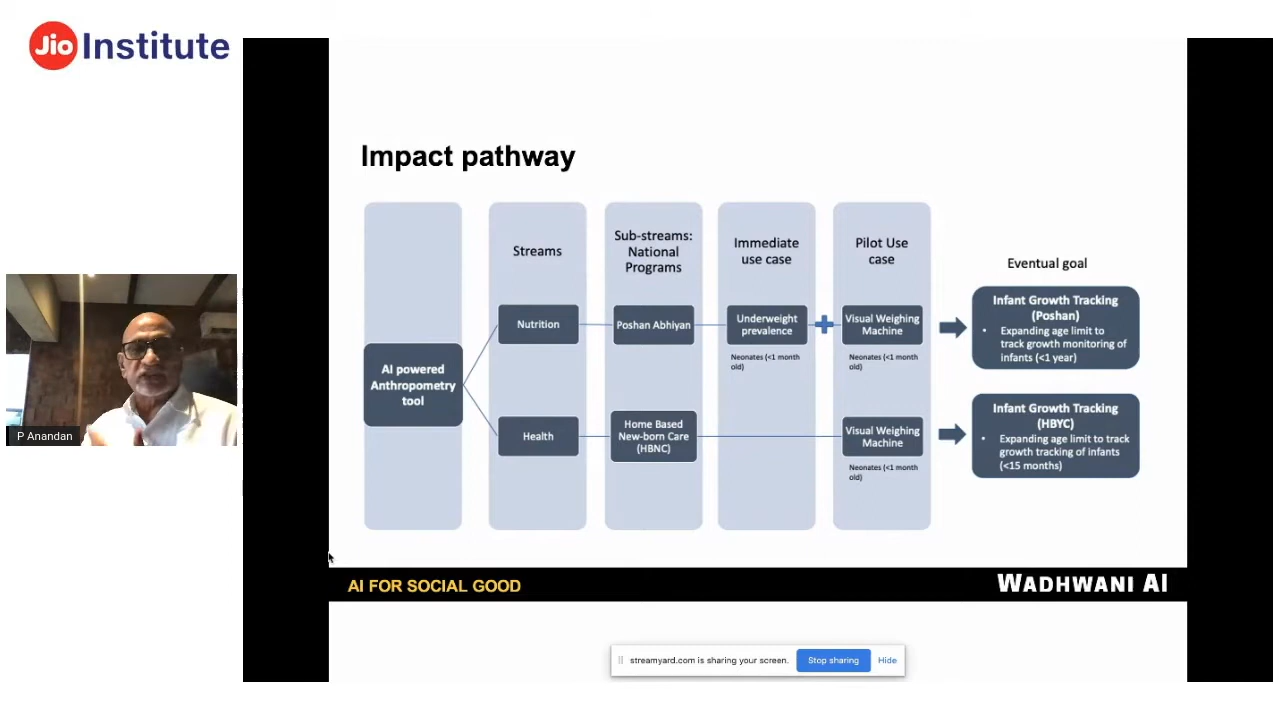 Jio Institute
Impact pathway
Streams
Sub-streams:
National
Programs
Immediate
use case
Pilot Use
case
Eventual goal
AI powered
Anthropometry
tool
Nutrition
Poshan Abhiyan
Underweight
prevalence
Neonates (<1 month
old)
Visual Weighing
Machine
Neonates (<1 month
old)
Infant Growth Tracking
(Poshan)
• Expanding age limit to
track growth monitoring of
infants (<1 year)
Health
Home Based
New-born Care
(HBNC)
Visual Weighing
Machine
Neonates (<1 month
old)
Infant Growth Tracking
(HBYC)
• Expanding age limit to track
growth tracking of infants
(<15 months)
P Anandan
AI FOR SOCIAL GOOD
WADHWANI AI
streamyard.com is sharing your screen.
Stop sharing
Hide